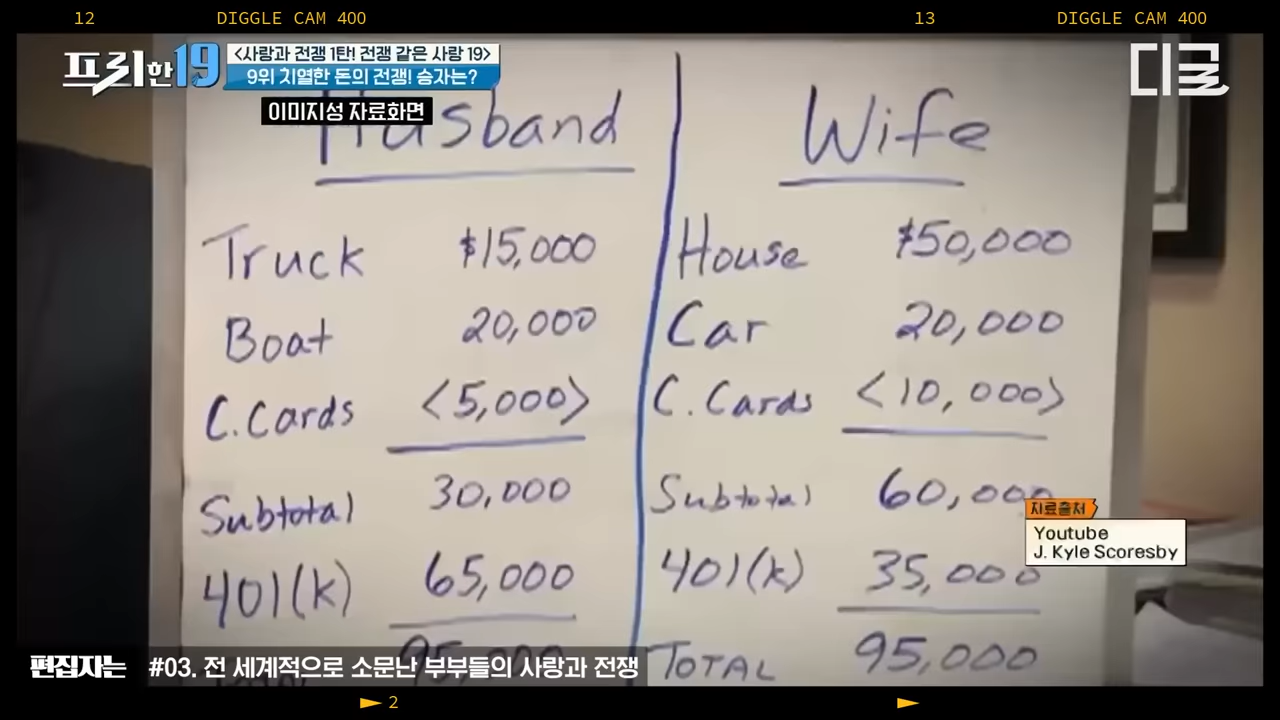 12 DIGGLE CAM 400 13 DIGGLE CAM 400
프리한19
<사랑과 전쟁 1탄! 전쟁 같은 사랑 19>
9위 치열한 돈의 전쟁! 승자는?
이미지성 자료화면
디글
Husband Wife
Truck $15,000 House $50,000
Boat 20,000 Car 20,000
C.Cards <5,000> C.Cards <10,000>
Subtotal 30,000 Subtotal 60,000
401(k) 65,000 401(k) 35,000
95,000 TOTAL 95,000
자료출처
Youtube
J. Kyle Scoresby
편집자는 #03. 전 세계적으로 소문난 부부들의 사랑과 전쟁
2